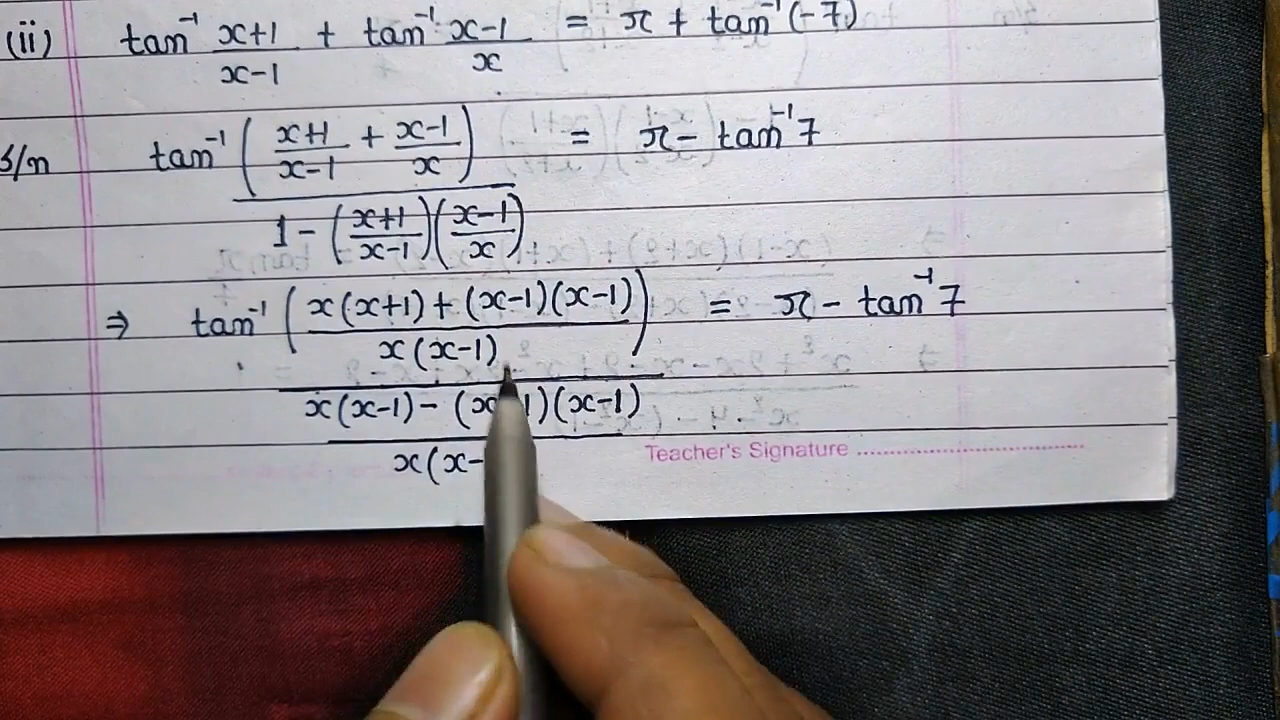 (ii) tan⁻¹ x+1/x-1 + tan⁻¹ x-1/x = π + tan⁻¹(-7)
S/n tan⁻¹ ( x+1/x-1 + x-1/x ) = π - tan⁻¹7
1 - (x+1/x-1)(x-1/x)
⇒ tan⁻¹ ( x(x+1) + (x-1)(x-1) ) = π - tan⁻¹7
x(x-1)
x(x-1) - (x 1)(x-1)
x(x-
Teacher's Signature